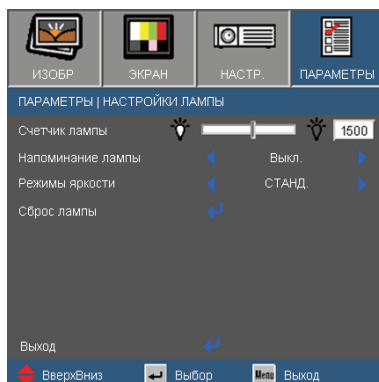 ИЗОБР ЭКРАН НАСТР. ПАРАМЕТРЫ
ПАРАМЕТРЫ | НАСТРОЙКИ ЛАМПЫ
Счетчик лампы 1500
Напоминание лампы Выкл.
Режимы яркости СТАНД.
Сброс лампы
Выход
ВверхВниз Выбор Menu Выход